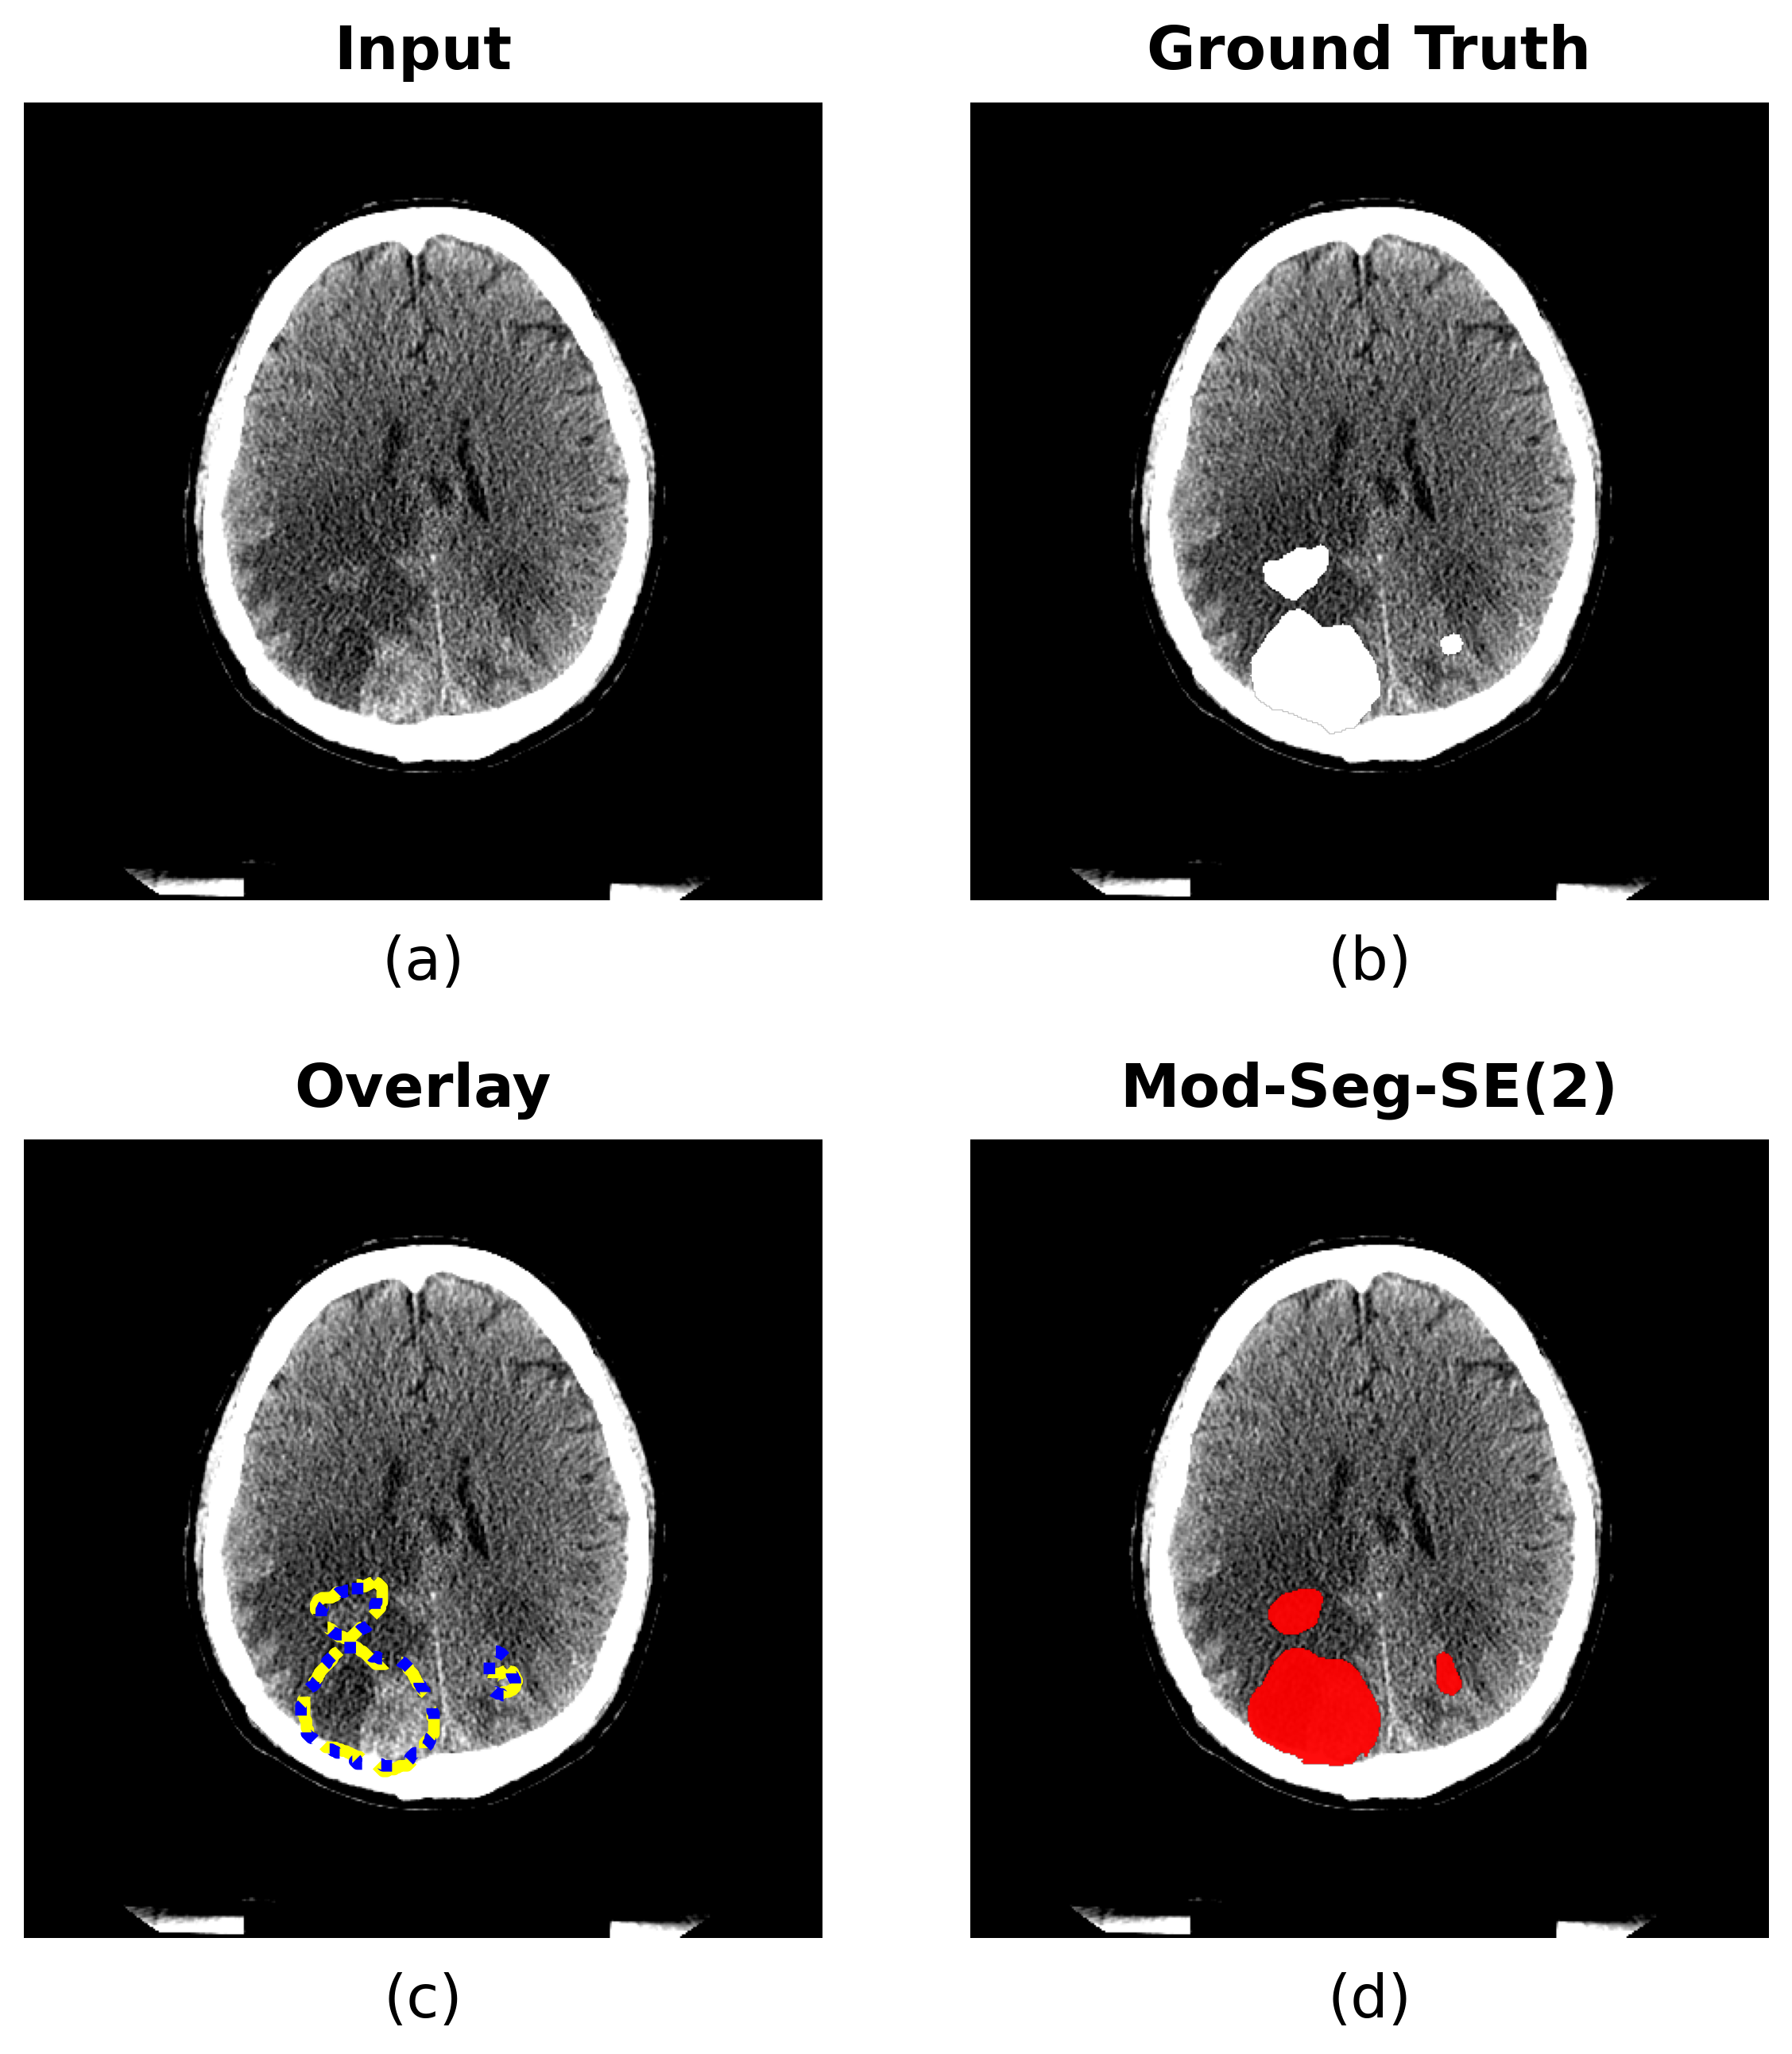 Input
Ground Truth
(a)
(b)
Overlay
Mod-Seg-SE(2)
(c)
(d)